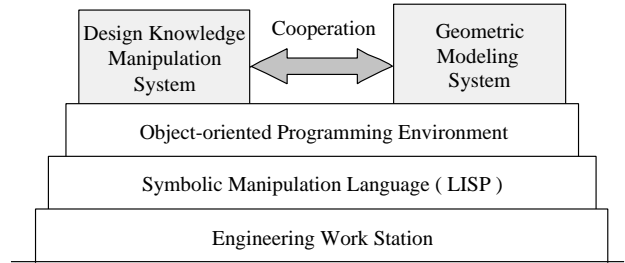 Design Knowledge
Manipulation
System
Cooperation
Geometric
Modeling
System
Object-oriented Programming Environment
Symbolic Manipulation Language ( LISP )
Engineering Work Station